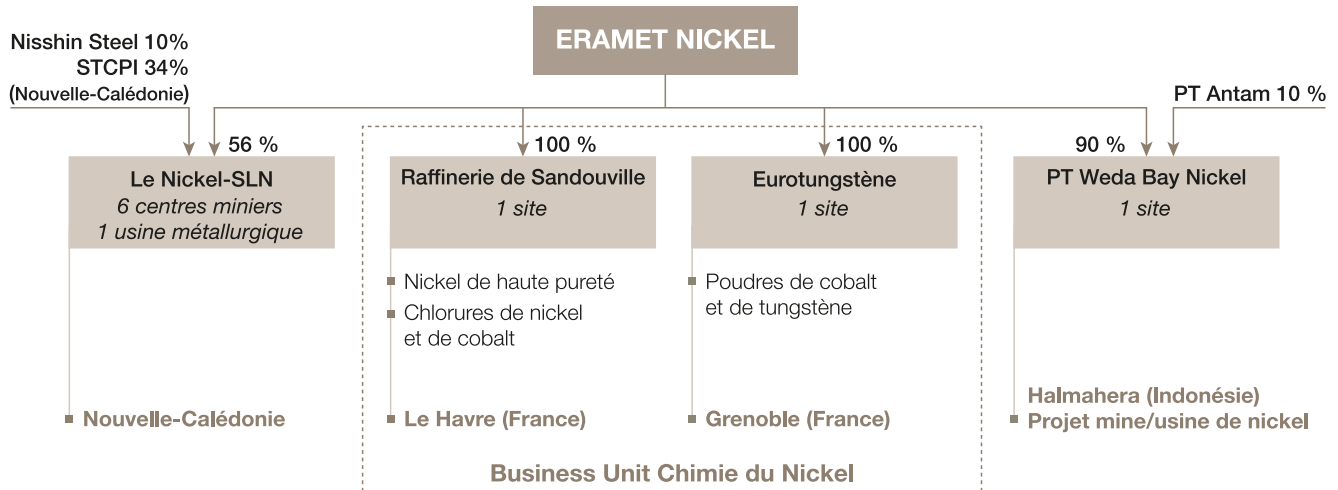 ERAMET NICKEL
Nisshin Steel 10%
STCPI 34%
(Nouvelle-Calédonie)
PT Antam 10 %
56 %
Le Nickel-SLN
6 centres miniers
1 usine métallurgique
Nouvelle-Calédonie
100 %
Raffinerie de Sandouville
1 site
Nickel de haute pureté
Chlorures de nickel
et de cobalt
Le Havre (France)
100 %
Eurotungstène
1 site
Poudres de cobalt
et de tungstène
Grenoble (France)
90 %
PT Weda Bay Nickel
1 site
Halmahera (Indonésie)
Projet mine/usine de nickel
Business Unit Chimie du Nickel